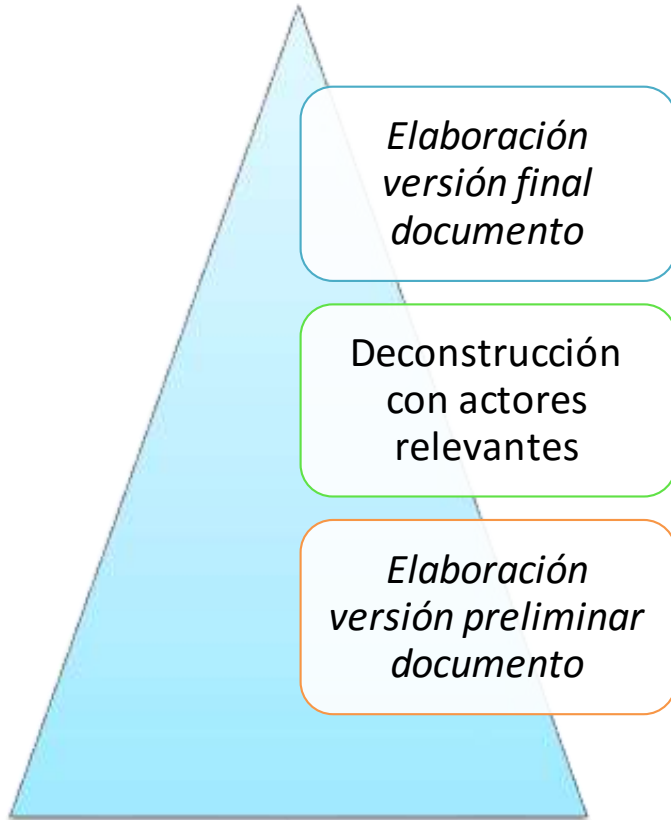 Elaboración
versión final
documento
Deconstrucción
con actores
relevantes
Elaboración
versión preliminar
documento